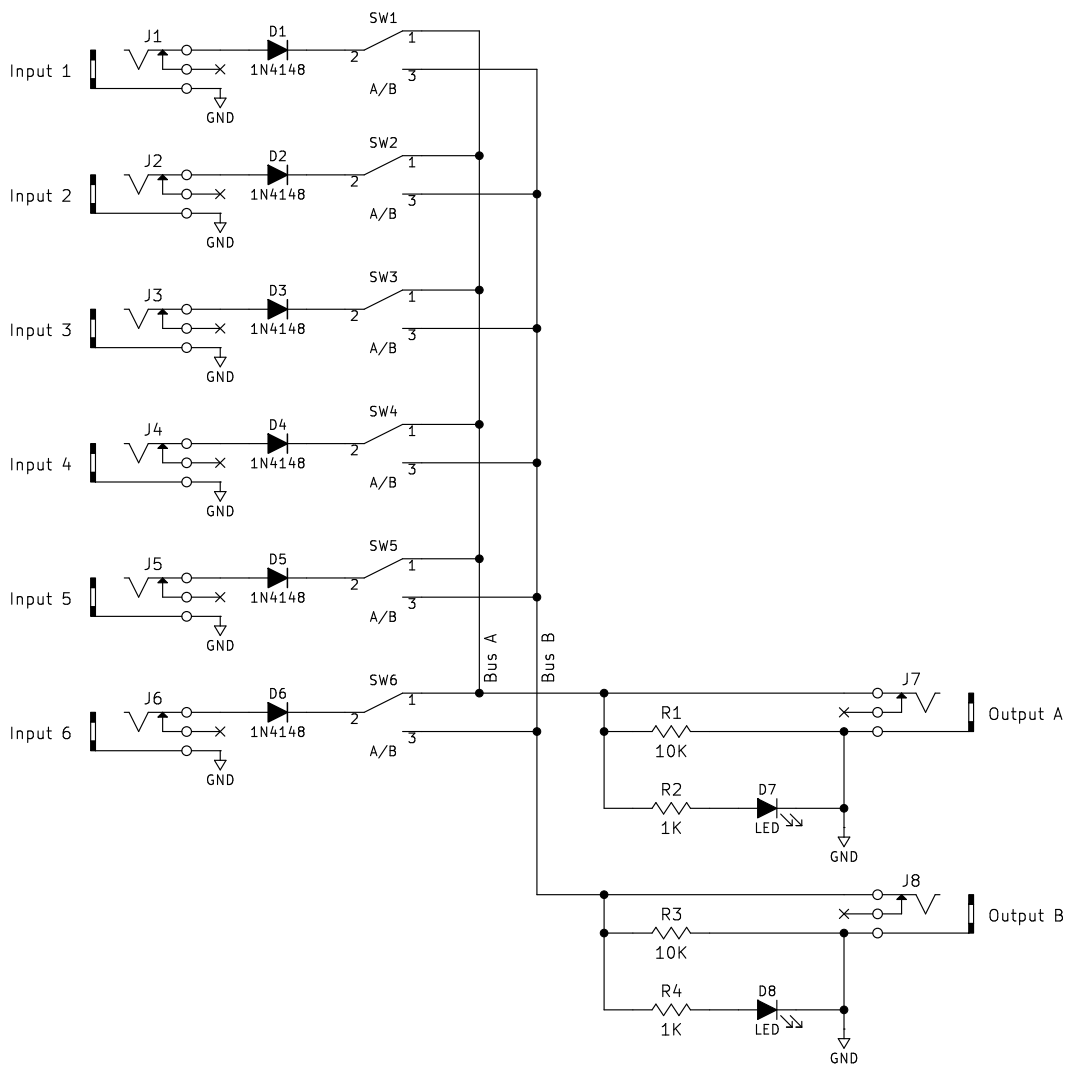 SW1
J1
D1
1
2
Input 1
1N4148
3
A/B
GND
SW2
J2
D2
1
2
Input 2
1N4148
3
A/B
GND
SW3
J3
D3
1
2
Input 3
1N4148
3
A/B
GND
SW4
J4
D4
1
2
Input 4
1N4148
3
A/B
GND
SW5
J5
D5
1
2
Input 5
1N4148
3
A/B
GND
Bus A
Bus B
SW6
J6
D6
1
2
Input 6
1N4148
3
A/B
GND
J7
R1
Output A
10K
R2
D7
1K
LED
GND
J8
R3
Output B
10K
R4
D8
1K
LED
GND